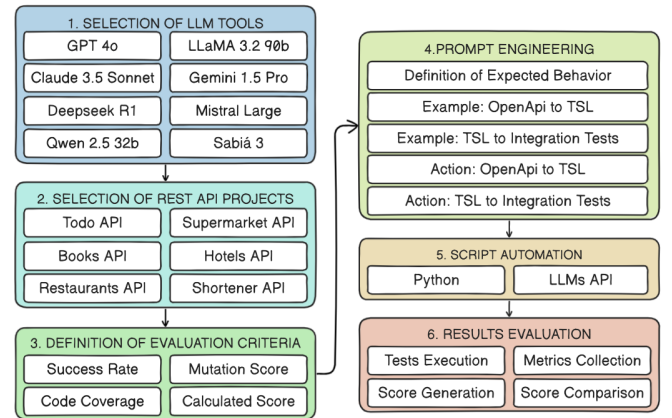 1. SELECTION OF LLM TOOLS
GPT 4o
LLaMA 3.2 90b
Claude 3.5 Sonnet
Gemini 1.5 Pro
Deepseek R1
Mistral Large
Qwen 2.5 32b
Sabiá 3
2. SELECTION OF REST API PROJECTS
Todo API
Supermarket API
Books API
Hotels API
Restaurants API
Shortener API
3. DEFINITION OF EVALUATION CRITERIA
Success Rate
Mutation Score
Code Coverage
Calculated Score
4.PROMPT ENGINEERING
Definition of Expected Behavior
Example: OpenApi to TSL
Example: TSL to Integration Tests
Action: OpenApi to TSL
Action: TSL to Integration Tests
5. SCRIPT AUTOMATION
Python
LLMs API
6. RESULTS EVALUATION
Tests Execution
Metrics Collection
Score Generation
Score Comparison